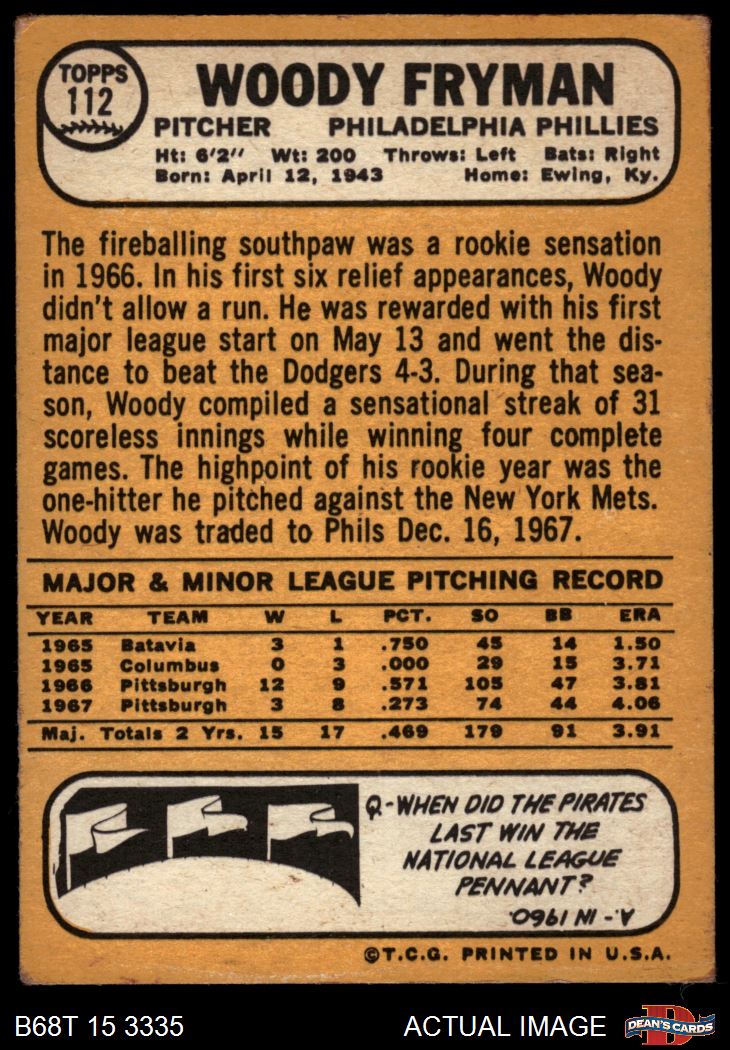 TOPPS
112
WOODY FRYMAN
PITCHER PHILADELPHIA PHILLIES
Ht: 6'2" Wt: 200 Throws: Left Bats: Right
Born: April 12, 1943 Home: Ewing, Ky.
The fireballing southpaw was a rookie sensation
in 1966. In his first six relief appearances, Woody
didn't allow a run. He was rewarded with his first
major league start on May 13 and went the dis-
tance to beat the Dodgers 4-3. During that sea-
son, Woody compiled a sensational streak of 31
scoreless innings while winning four complete
games. The highpoint of his rookie year was the
one-hitter he pitched against the New York Mets.
Woody was traded to Phils Dec. 16, 1967.
MAJOR & MINOR LEAGUE PITCHING RECORD
YEAR TEAM W L PCT. SO BB ERA
1965 Batavia 3 1 .750 45 14 1.50
1965 Columbus 0 3 .000 29 15 3.71
1966 Pittsburgh 12 9 .571 105 47 3.81
1967 Pittsburgh 3 8 .273 74 44 4.06
Maj. Totals 2 Yrs. 15 17 .469 179 91 3.91
Q-WHEN DID THE PIRATES
LAST WIN THE
NATIONAL LEAGUE
PENNANT?
A.- IN 1960.
©T.C.G. PRINTED IN U.S.A.
B68T 15 3335 ACTUAL IMAGE DEAN'S CARDS